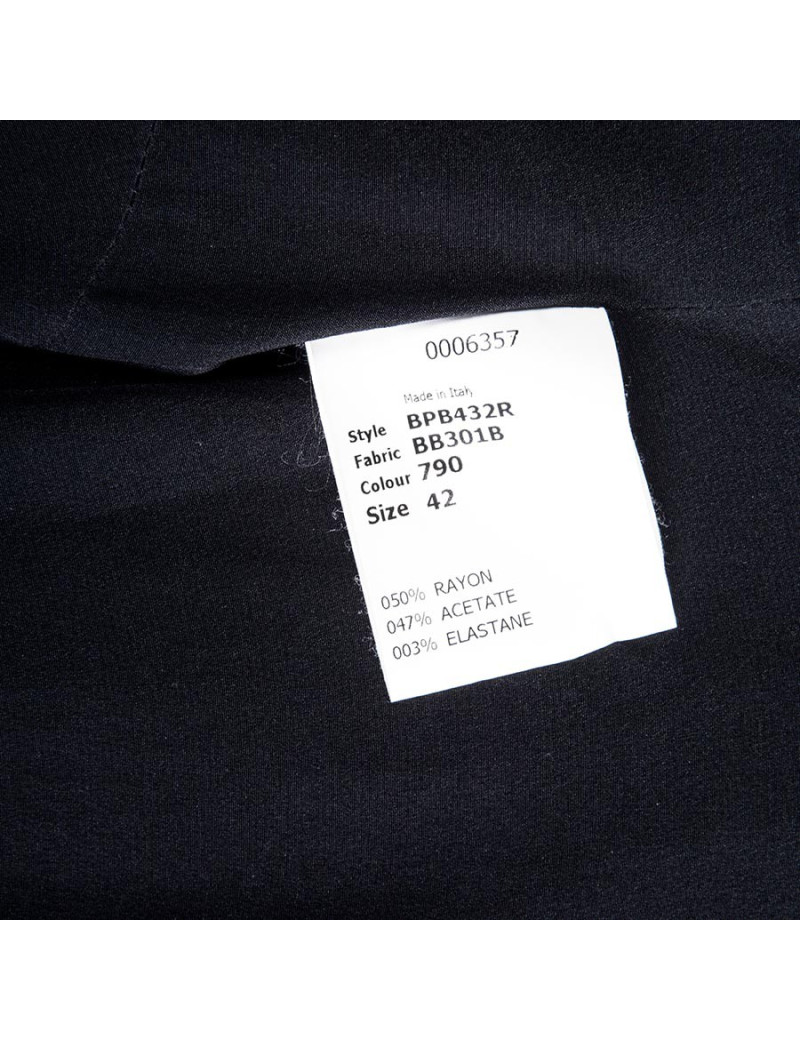 0006357
Made in Italy
Style BPB432R
Fabric BB301B
Colour 790
Size 42
050% RAYON
047% ACETATE
003% ELASTANE